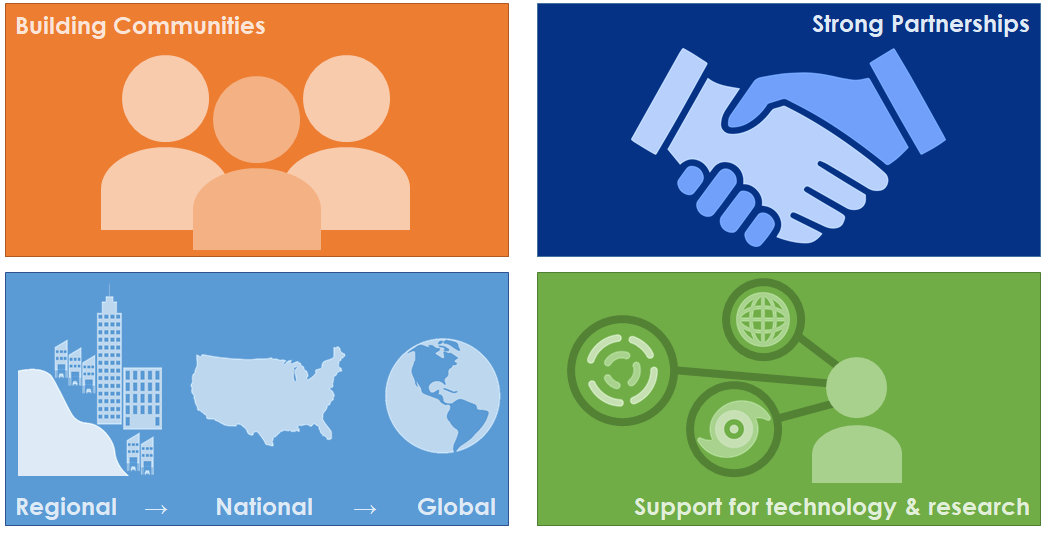 Building Communities
Strong Partnerships
Regional → National → Global
Support for technology & research